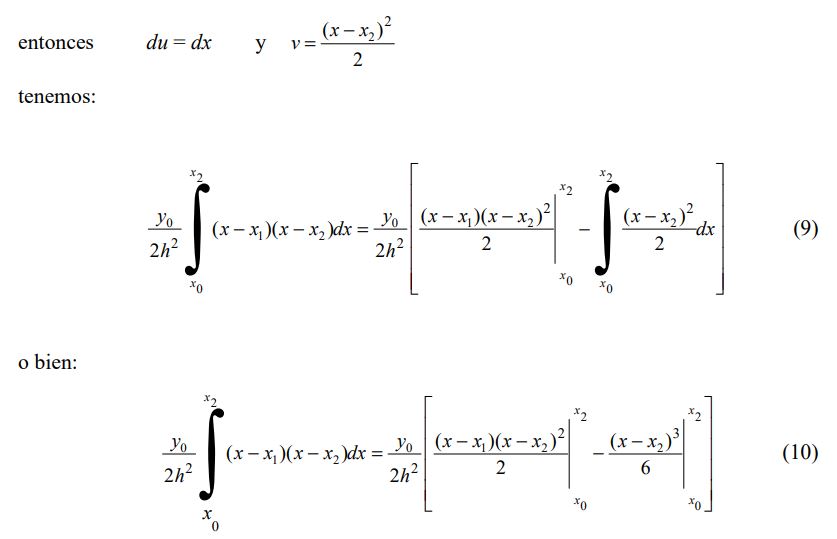 entonces du = dx y v = (x − x₂)²/2
tenemos:
y₀/2h² ∫_{x₀}^{x₂} (x − x₁)(x − x₂)dx = y₀/2h² [ (x − x₁)(x − x₂)²/2 |_{x₀}^{x₂} − ∫_{x₀}^{x₂} (x − x₂)²/2 dx ] (9)
o bien:
y₀/2h² ∫_{x₀}^{x₂} (x − x₁)(x − x₂)dx = y₀/2h² [ (x − x₁)(x − x₂)²/2 |_{x₀}^{x₂} − (x − x₂)³/6 |_{x₀}^{x₂} ] (10)